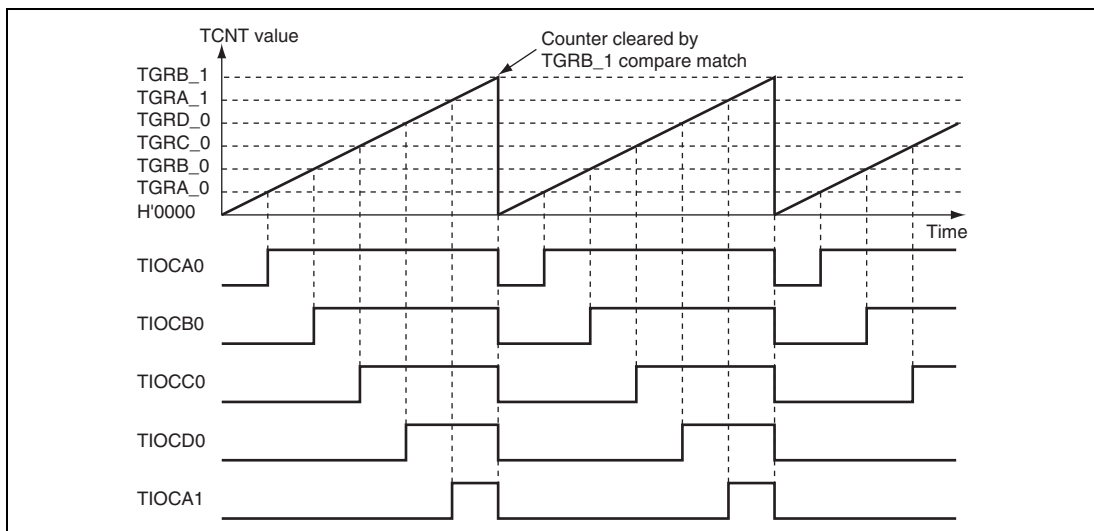 TCNT value
Counter cleared by
TGRB_1 compare match
TGRB_1
TGRA_1
TGRD_0
TGRC_0
TGRB_0
TGRA_0
H'0000
Time
TIOCA0
TIOCB0
TIOCC0
TIOCD0
TIOCA1